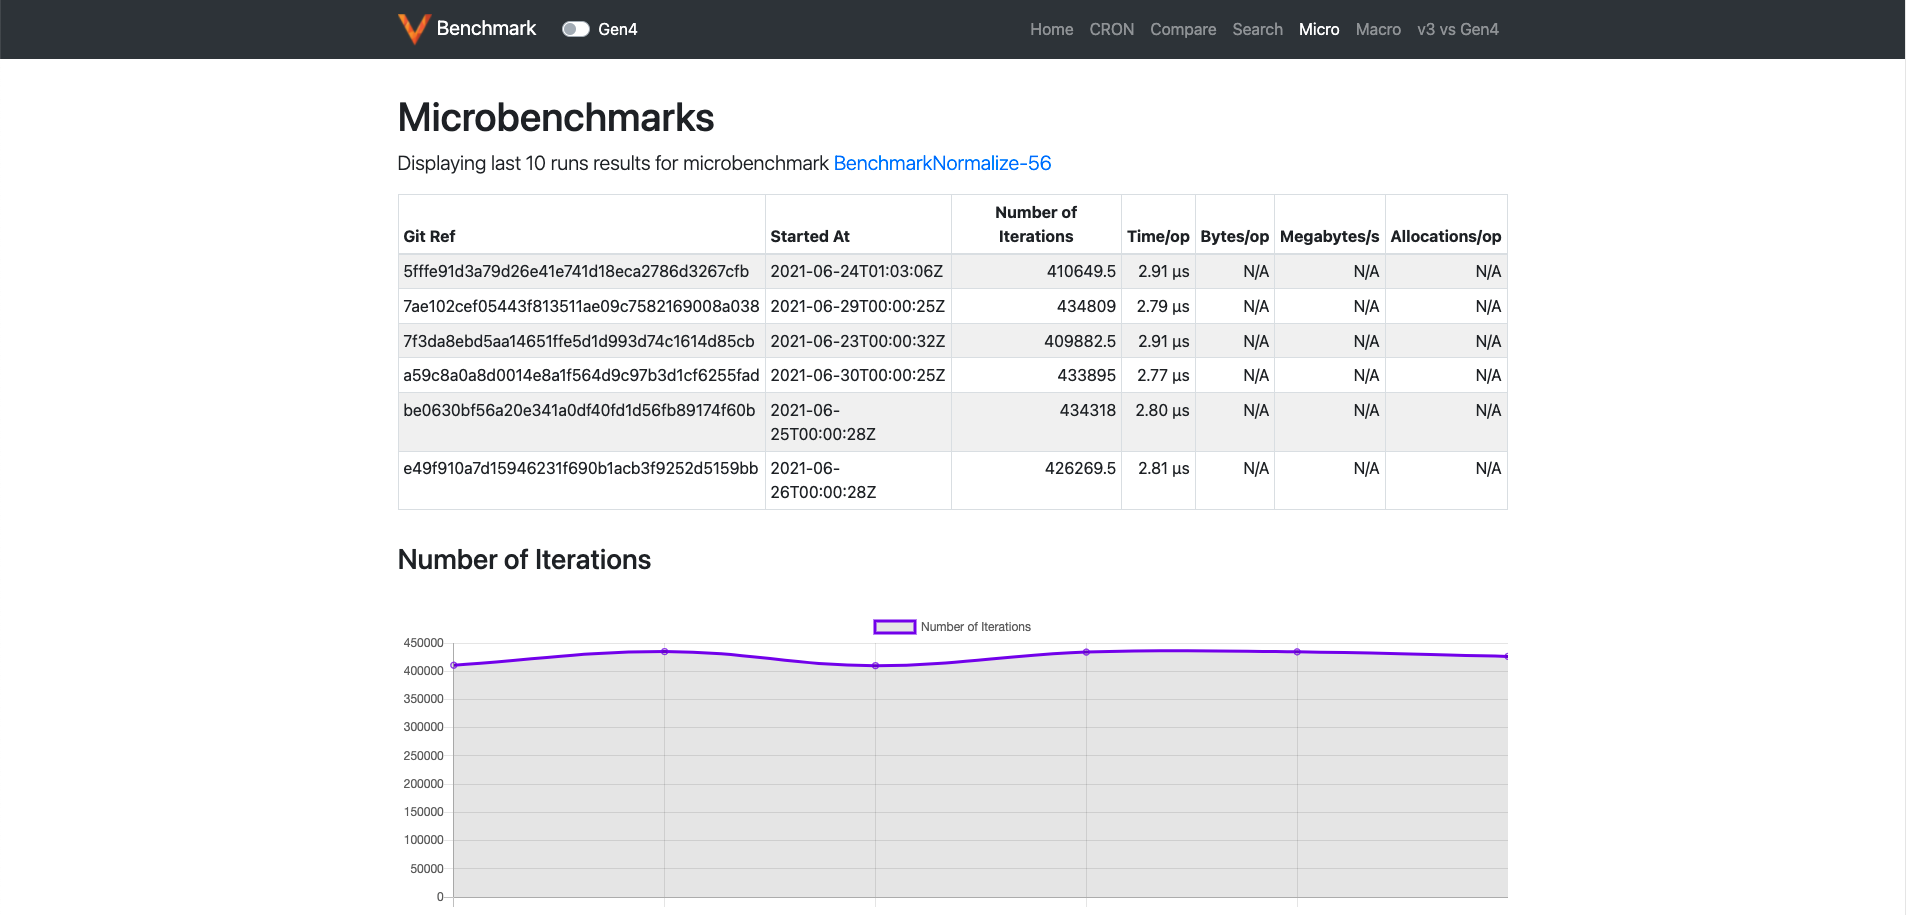 Benchmark Gen4 Home CRON Compare Search Micro Macro v3 vs Gen4
Microbenchmarks
Displaying last 10 runs results for microbenchmark BenchmarkNormalize-56
Git Ref Started At Number of Iterations Time/op Bytes/op Megabytes/s Allocations/op
5fffe91d3a79d26e41e741d18eca2786d3267cfb 2021-06-24T01:03:06Z 410649.5 2.91 µs N/A N/A N/A
7ae102cef05443f813511ae09c7582169008a038 2021-06-29T00:00:25Z 434809 2.79 µs N/A N/A N/A
7f3da8ebd5aa14651ffe5d1d993d74c1614d85cb 2021-06-23T00:00:32Z 409882.5 2.91 µs N/A N/A N/A
a59c8a0a8d0014e8a1f564d9c97b3d1cf6255fad 2021-06-30T00:00:25Z 433895 2.77 µs N/A N/A N/A
be0630bf56a20e341a0df40fd1d56fb89174f60b 2021-06-25T00:00:28Z 434318 2.80 µs N/A N/A N/A
e49f910a7d15946231f690b1acb3f9252d5159bb 2021-06-26T00:00:28Z 426269.5 2.81 µs N/A N/A N/A
Number of Iterations
Number of Iterations
450000
400000
350000
300000
250000
200000
150000
100000
50000
0